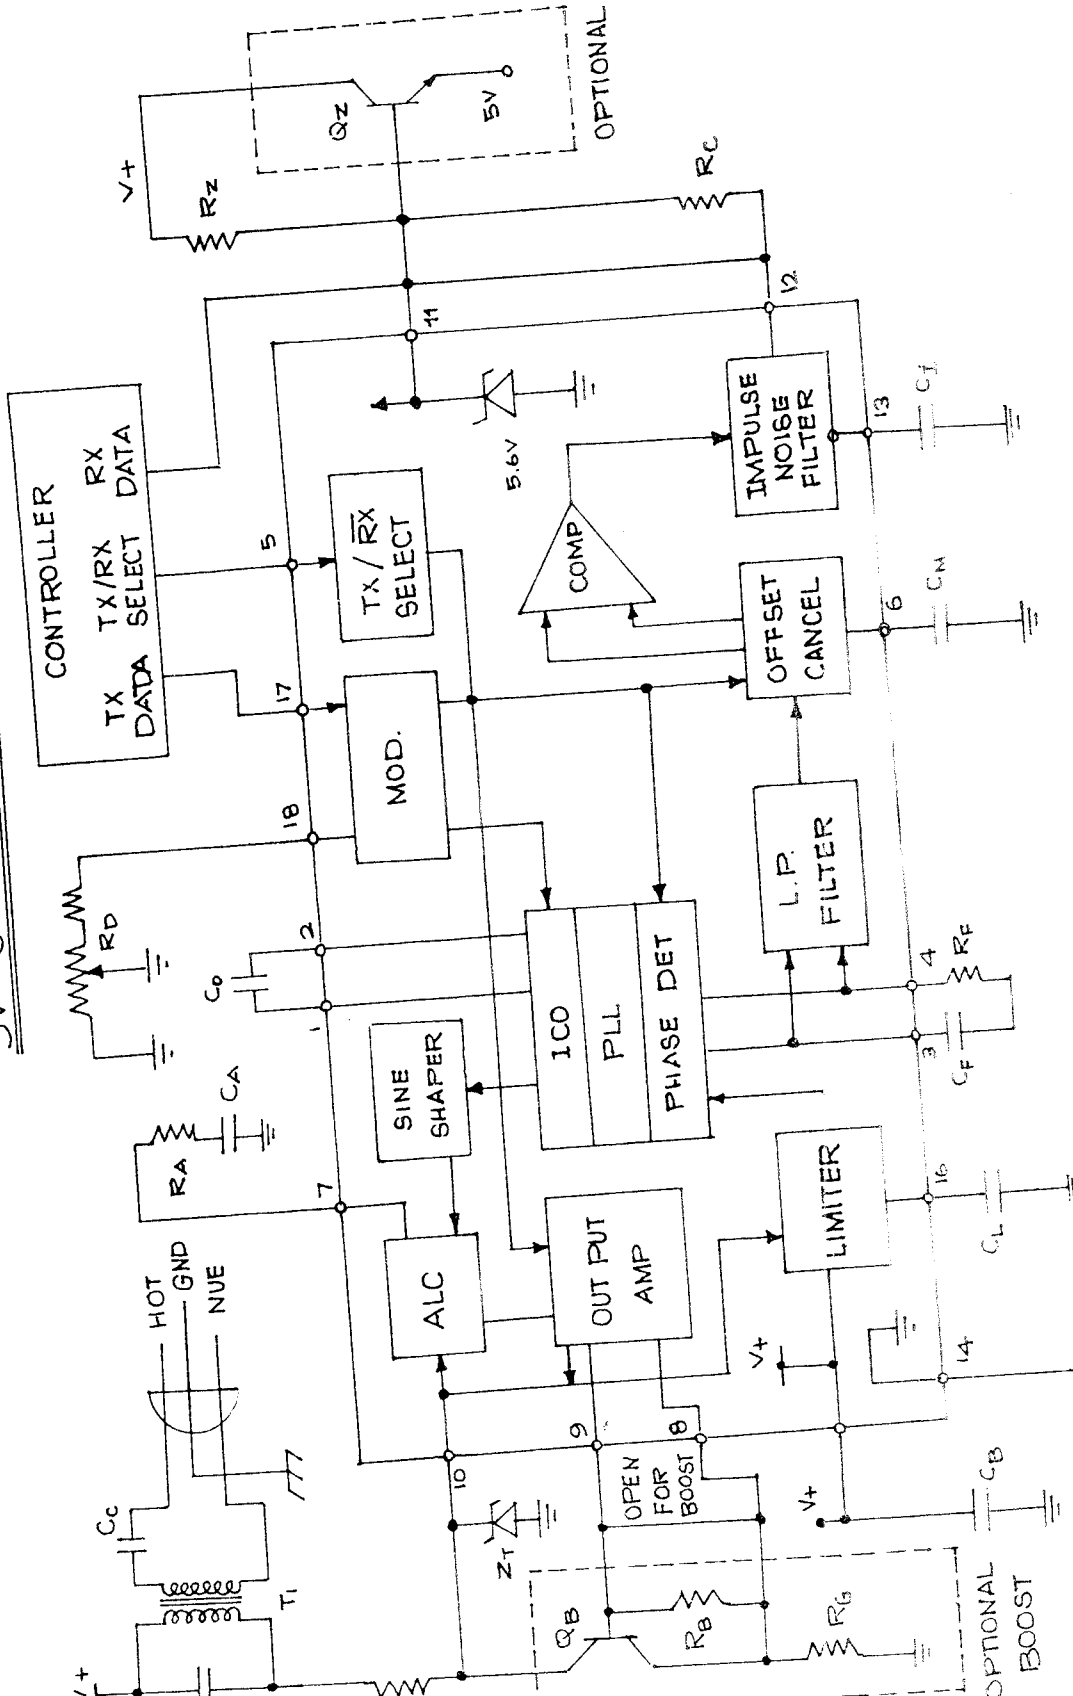 CONTROLLER
TX
DATA
TX/RX
SELECT
RX
DATA
V+
RZ
QZ
5V
OPTIONAL
RC
RD
CO
18
17
5
11
12
2
1
CA
RA
7
HOT
GND
NUE
CC
T1
V+
MOD.
TX/RX
SELECT
5.6V
COMP
IMPULSE
NOISE
FILTER
13
CI
OFFSET
CANCEL
6
CM
L.P.
FILTER
ICO
PLL
PHASE DET
SINE
SHAPER
ALC
OUTPUT
AMP
LIMITER
4
RF
3
CF
16
CL
14
V+
10
9
8
OPEN
FOR
BOOST
ZT
V+
CB
QB
RB
RG
OPTIONAL
BOOST